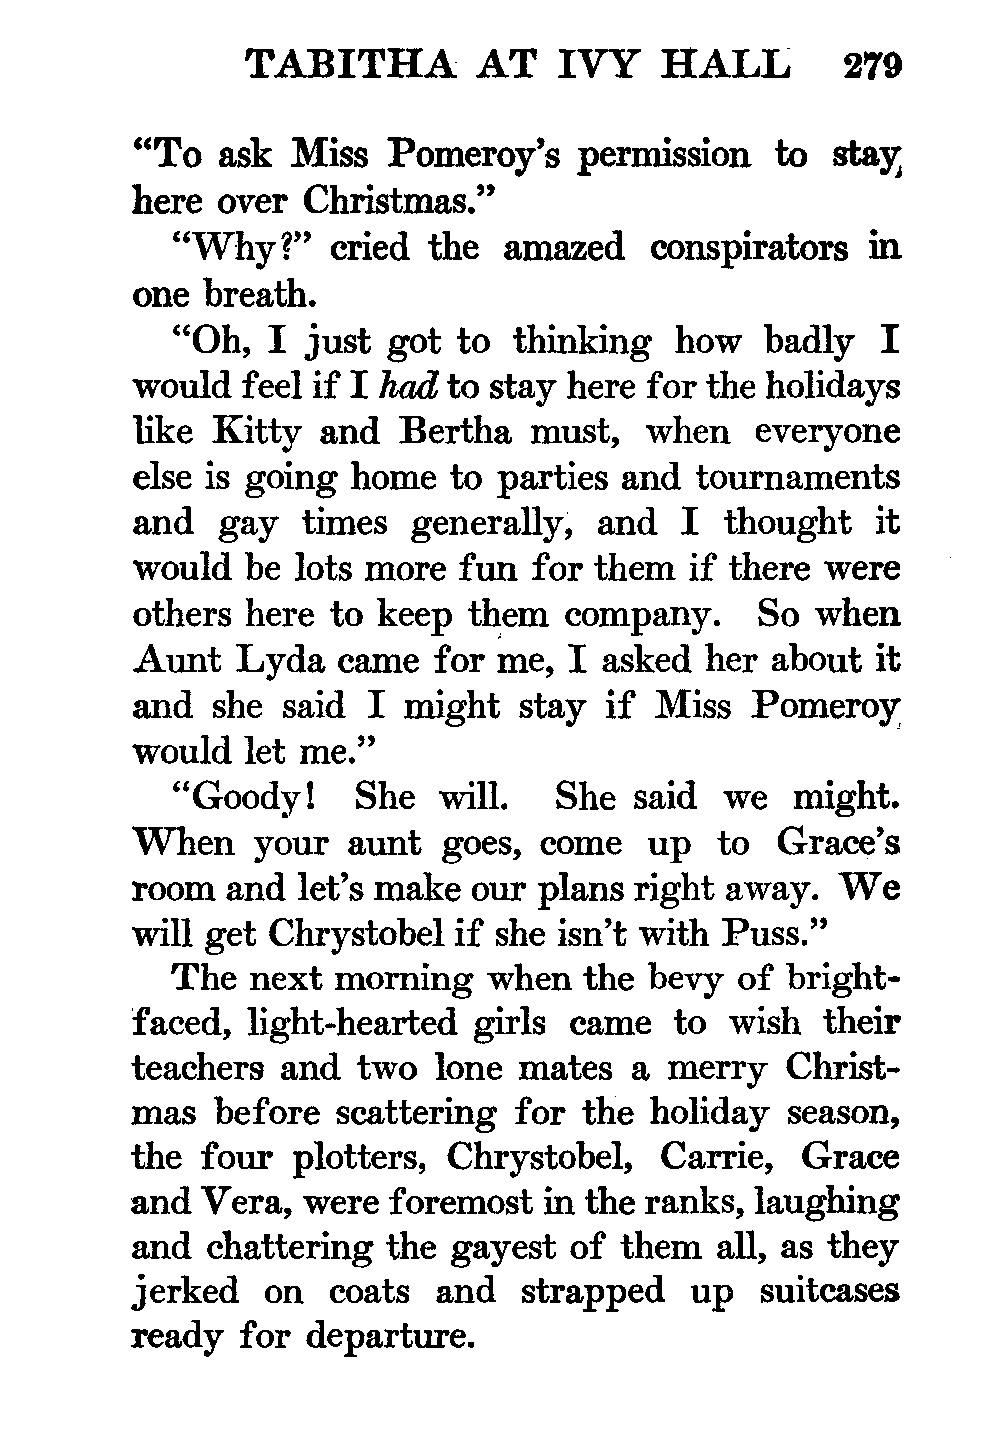 TABITHA AT IVY HALL 279
“To ask Miss Pomeroy’s permission to stay
here over Christmas.”
“Why?” cried the amazed conspirators in
one breath.
“Oh, I just got to thinking how badly I
would feel if I had to stay here for the holidays
like Kitty and Bertha must, when everyone
else is going home to parties and tournaments
and gay times generally, and I thought it
would be lots more fun for them if there were
others here to keep them company. So when
Aunt Lyda came for me, I asked her about it
and she said I might stay if Miss Pomeroy
would let me.”
“Goody! She will. She said we might.
When your aunt goes, come up to Grace’s
room and let’s make our plans right away. We
will get Chrystobel if she isn’t with Puss.”
The next morning when the bevy of bright-
faced, light-hearted girls came to wish their
teachers and two lone mates a merry Christ-
mas before scattering for the holiday season,
the four plotters, Chrystobel, Carrie, Grace
and Vera, were foremost in the ranks, laughing
and chattering the gayest of them all, as they
jerked on coats and strapped up suitcases
ready for departure.